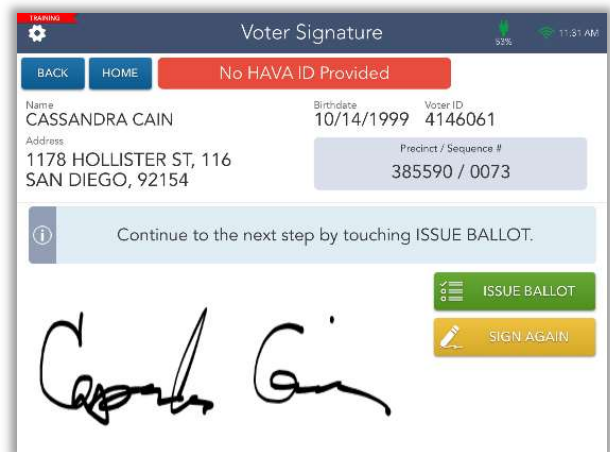 TRAINING
Voter Signature
53%
11:31 AM
BACK
HOME
No HAVA ID Provided
Name
CASSANDRA CAIN
Birthdate
10/14/1999
Voter ID
4146061
Address
1178 HOLLISTER ST, 116
SAN DIEGO, 92154
Precinct / Sequence #
385590 / 0073
Continue to the next step by touching ISSUE BALLOT.
ISSUE BALLOT
SIGN AGAIN
Cassandra Cain